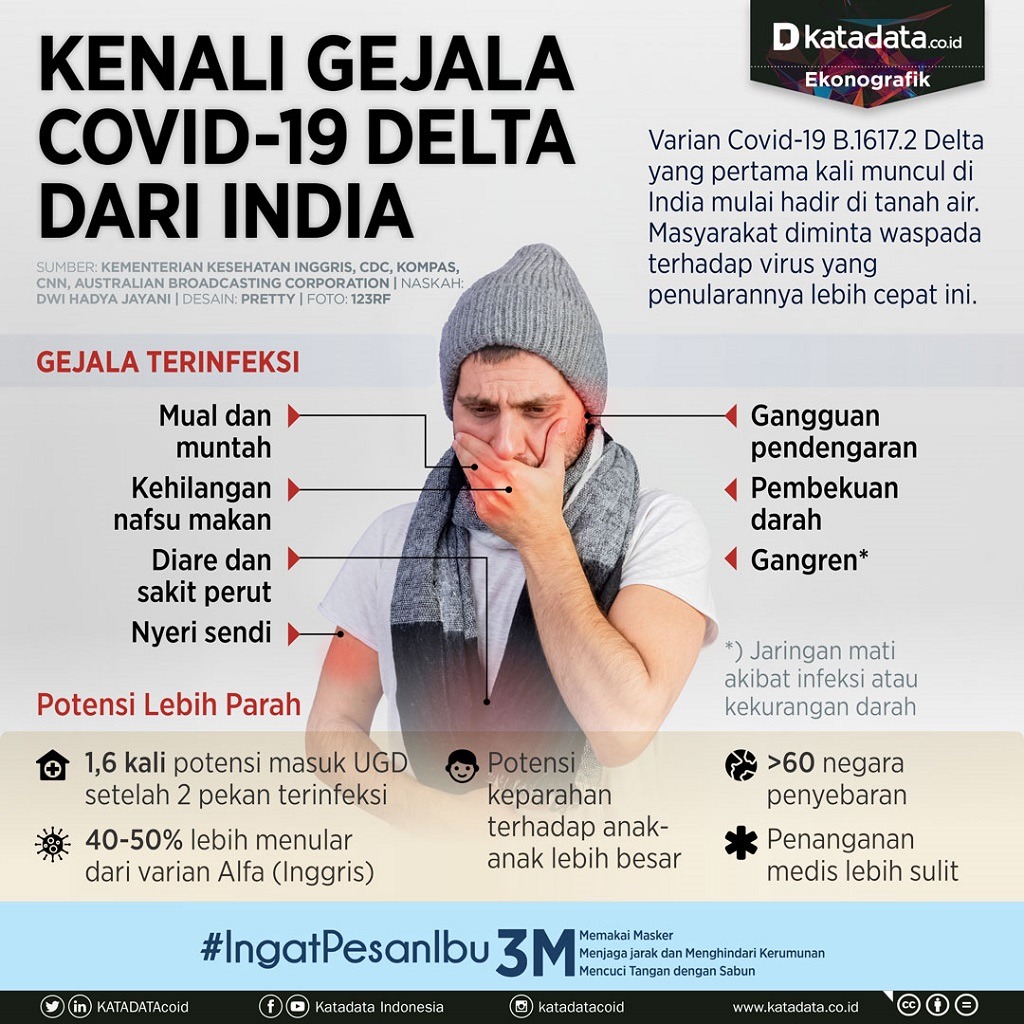 KENALI GEJALA
COVID-19 DELTA
DARI INDIA
SUMBER: KEMENTERIAN KESEHATAN INGGRIS, CDC, KOMPAS,
CNN, AUSTRALIAN BROADCASTING CORPORATION | NASKAH:
DWI HADYA JAYANI | DESAIN: PRETTY | FOTO: 123RF
Dkatadata.co.id
Ekonografik
Varian Covid-19 B.1617.2 Delta
yang pertama kali muncul di
India mulai hadir di tanah air.
Masyarakat diminta waspada
terhadap virus yang
penularannya lebih cepat ini.
GEJALA TERINFEKSI
Mual dan
muntah
Kehilangan
nafsu makan
Diare dan
sakit perut
Nyeri sendi
Gangguan
pendengaran
Pembekuan
darah
Gangren*
*) Jaringan mati
akibat infeksi atau
kekurangan darah
Potensi Lebih Parah
1,6 kali potensi masuk UGD
setelah 2 pekan terinfeksi
40-50% lebih menular
dari varian Alfa (Inggris)
Potensi
keparahan
terhadap anak-
anak lebih besar
>60 negara
penyebaran
Penanganan
medis lebih sulit
#IngatPesanIbu 3M
Memakai Masker
Menjaga jarak dan Menghindari Kerumunan
Mencuci Tangan dengan Sabun
KATADATAcoid
Katadata Indonesia
katadatacoid
www.katadata.co.id